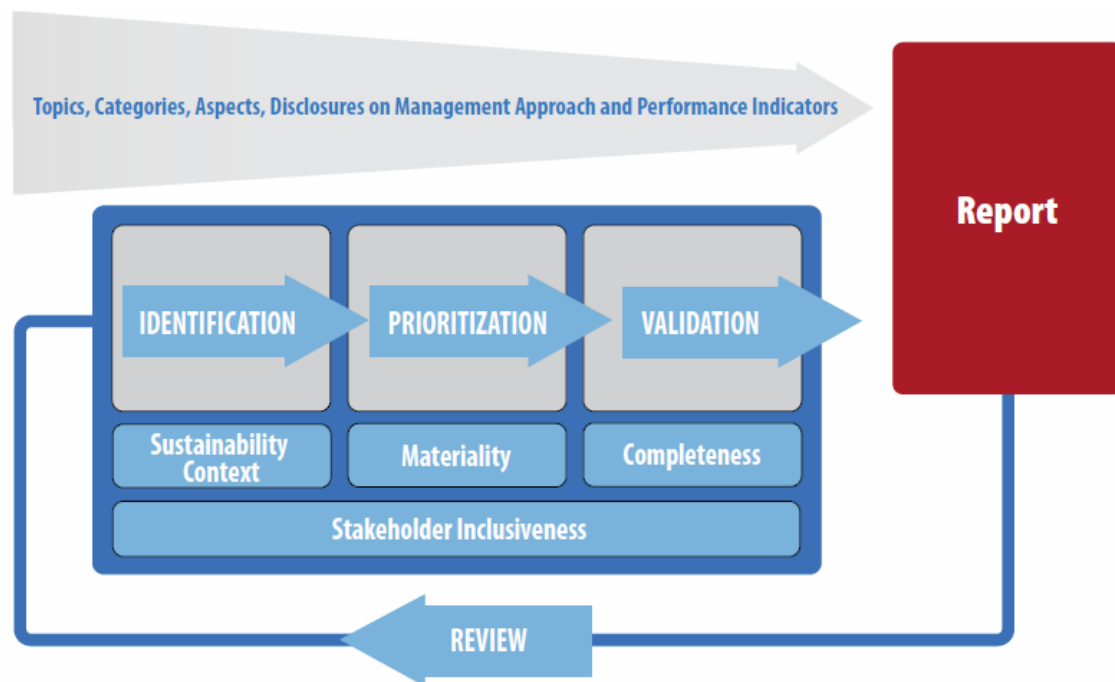 Topics, Categories, Aspects, Disclosures on Management Approach and Performance Indicators
Report
IDENTIFICATION
PRIORITIZATION
VALIDATION
Sustainability
Context
Materiality
Completeness
Stakeholder Inclusiveness
REVIEW